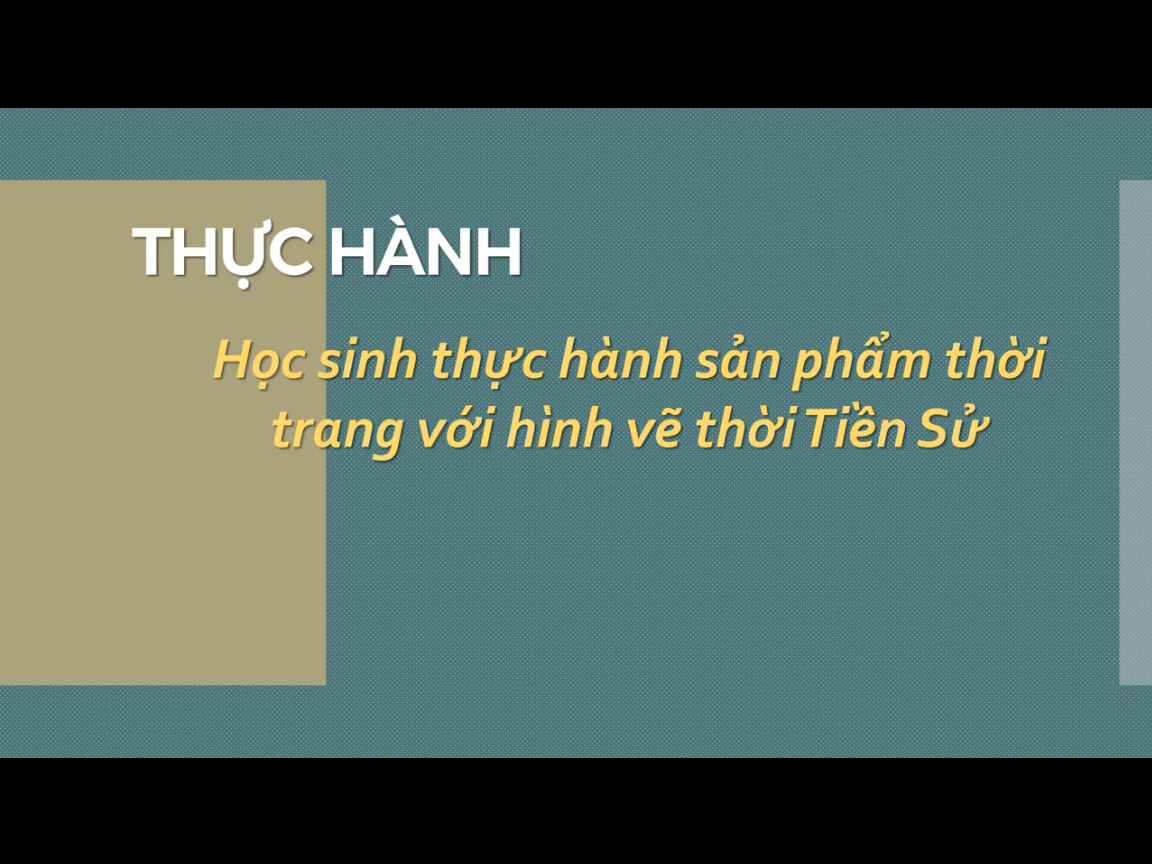 THỰC HÀNH
Học sinh thực hành sản phẩm thời
trang với hình vẽ thời Tiền Sử